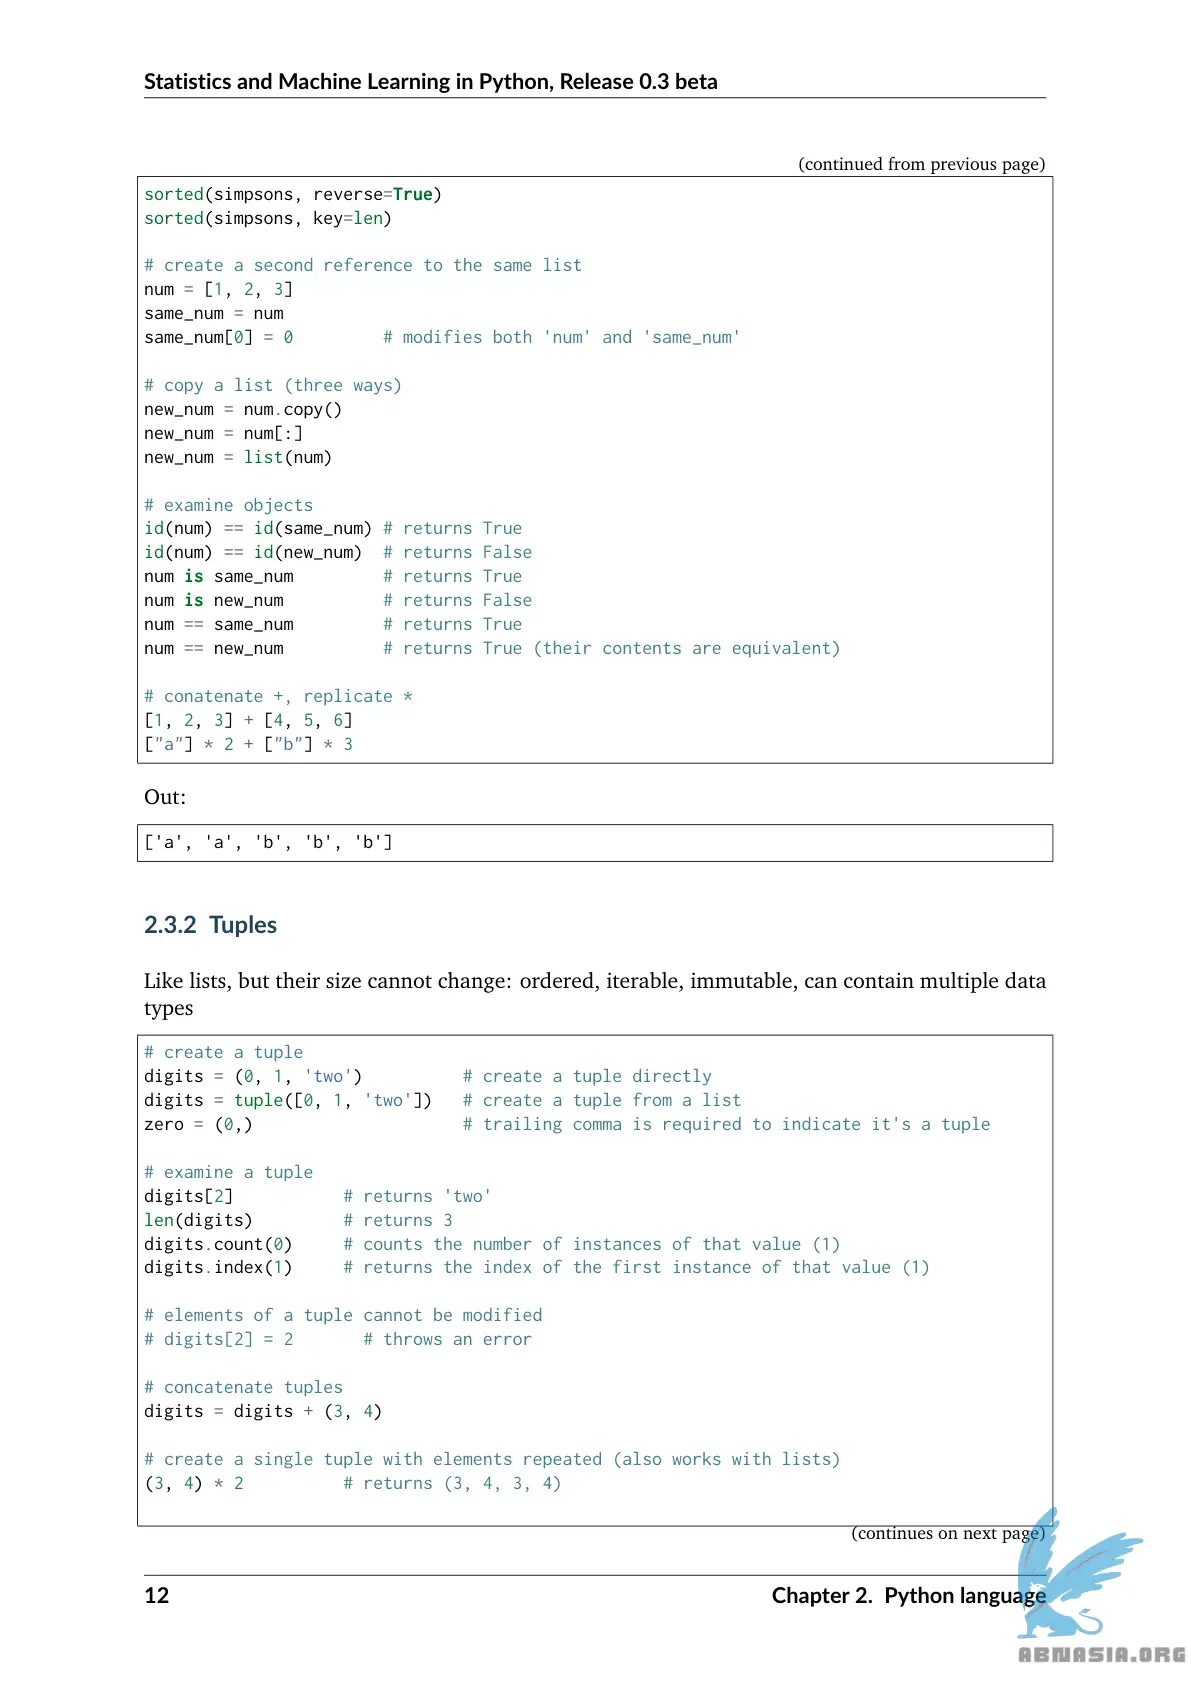 Statistics and Machine Learning in Python, Release 0.3 beta
(continued from previous page)
sorted(simpsons, reverse=True)
sorted(simpsons, key=len)
# create a second reference to the same list
num = [1, 2, 3]
same_num = num
same_num[0] = 0         # modifies both 'num' and 'same_num'
# copy a list (three ways)
new_num = num.copy()
new_num = num[:]
new_num = list(num)
# examine objects
id(num) == id(same_num) # returns True
id(num) == id(new_num)  # returns False
num is same_num         # returns True
num is new_num          # returns False
num == same_num         # returns True
num == new_num          # returns True (their contents are equivalent)
# conatenate +, replicate *
[1, 2, 3] + [4, 5, 6]
["a"] * 2 + ["b"] * 3
Out:
['a', 'a', 'b', 'b', 'b']
2.3.2 Tuples
Like lists, but their size cannot change: ordered, iterable, immutable, can contain multiple data
types
# create a tuple
digits = (0, 1, 'two')          # create a tuple directly
digits = tuple([0, 1, 'two'])   # create a tuple from a list
zero = (0,)                     # trailing comma is required to indicate it's a tuple
# examine a tuple
digits[2]           # returns 'two'
len(digits)         # returns 3
digits.count(0)     # counts the number of instances of that value (1)
digits.index(1)     # returns the index of the first instance of that value (1)
# elements of a tuple cannot be modified
# digits[2] = 2       # throws an error
# concatenate tuples
digits = digits + (3, 4)
# create a single tuple with elements repeated (also works with lists)
(3, 4) * 2          # returns (3, 4, 3, 4)
(continues on next page)
12 Chapter 2. Python language
ABNASIA.ORG